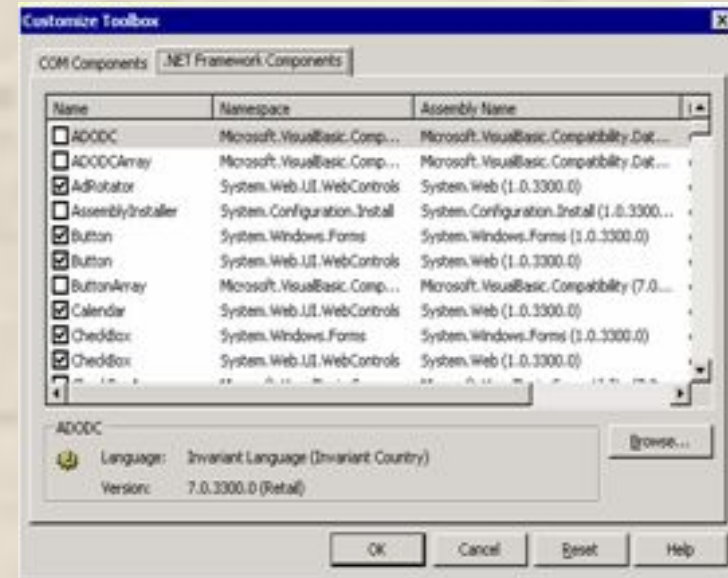 Customize Toolbox
COM Components .NET Framework Components
Name Namespace Assembly Name
ADODC Microsoft.VisualBasic.Comp... Microsoft.VisualBasic.Compatibility.Dat...
ADODCArray Microsoft.VisualBasic.Comp... Microsoft.VisualBasic.Compatibility.Dat...
AdRotator System.Web.UI.WebControls System.Web (1.0.3300.0)
AssemblyInstaller System.Configuration.Install System.Configuration.Install (1.0.3300...
Button System.Windows.Forms System.Windows.Forms (1.0.3300.0)
Button System.Web.UI.WebControls System.Web (1.0.3300.0)
ButtonArray Microsoft.VisualBasic.Comp... Microsoft.VisualBasic.Compatibility (7.0...
Calendar System.Web.UI.WebControls System.Web (1.0.3300.0)
CheckBox System.Windows.Forms System.Windows.Forms (1.0.3300.0)
CheckBox System.Web.UI.WebControls System.Web (1.0.3300.0)
ADODC
Browse...
Language: Invariant Language (Invariant Country)
Version: 7.0.3300.0 (Retail)
OK Cancel Reset Help